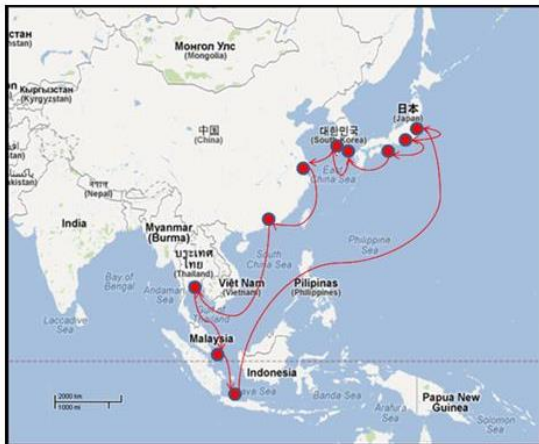 Монгол Улс
(Mongolia)
Кыргызстан
(Kyrgyzstan)
中国
(China)
대한민국
(South Korea)
日本
(Japan)
East
China Sea
नेपाल
(Nepal)
India
Myanmar
(Burma)
ประเทศ
ไทย
(Thailand)
Việt Nam
(Vietnam)
South
China Sea
Pilipinas
(Philippines)
Philippine
Sea
Bay of
Bengal
Andaman
Sea
Gulf of
Thailand
Laccadive
Sea
Malaysia
Indonesia
Java Sea
Banda Sea
Arafura
Sea
Papua New
Guinea
Solomon
Sea
2000 km
1000 mi